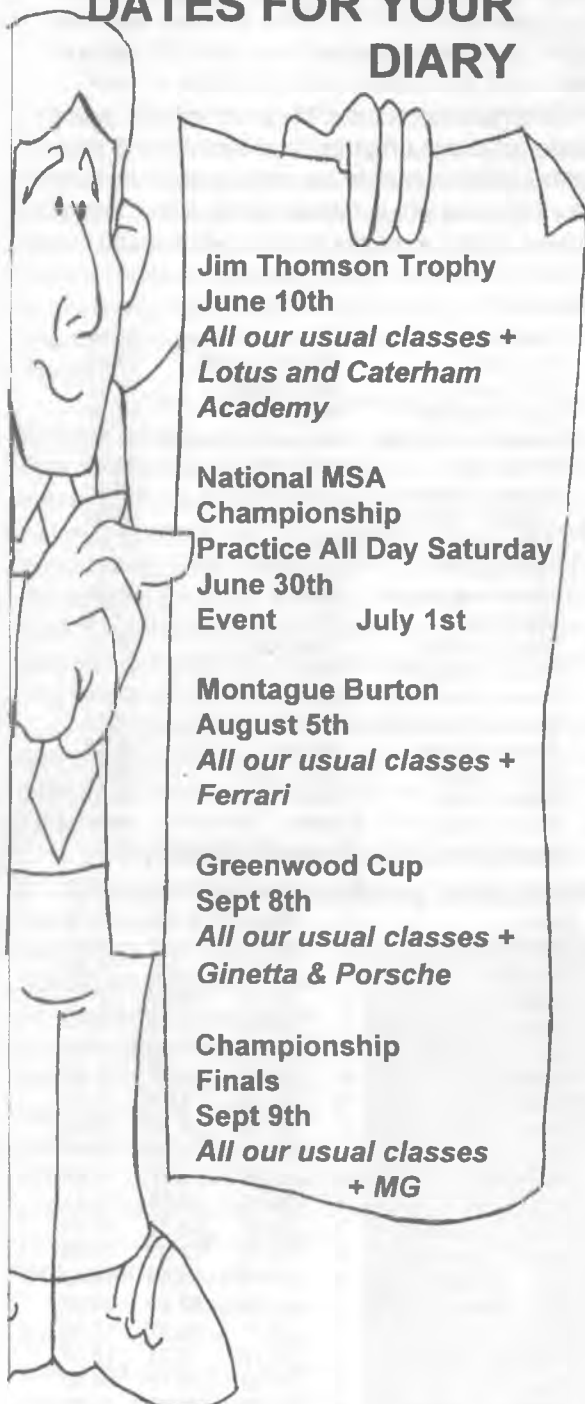 DATES FOR YOUR
DIARY
Jim Thomson Trophy
June 10th
All our usual classes +
Lotus and Caterham
Academy
National MSA
Championship
Practice All Day Saturday
June 30th
Event July 1st
Montague Burton
August 5th
All our usual classes +
Ferrari
Greenwood Cup
Sept 8th
All our usual classes +
Ginetta & Porsche
Championship
Finals
Sept 9th
All our usual classes
+ MG